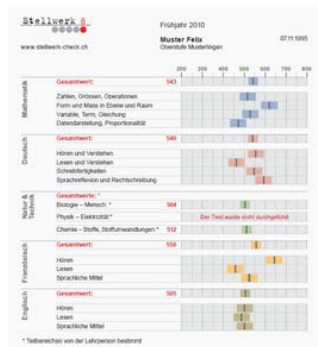 Stellwerk 8
Frühjahr 2010
www.stellwerk-check.ch
Muster Felix
07.11.1995
Oberstufe Musterlingen
200 300 400 500 600 700 800
Mathematik
Gesamtwert: 543
Zahlen, Grössen, Operationen
Form und Mass in Ebene und Raum
Variable, Term, Gleichung
Datendarstellung, Proportionalität
Deutsch
Gesamtwert: 540
Hören und Verstehen
Lesen und Verstehen
Schreibfertigkeiten
Sprachreflexion und Rechtschreibung
Natur & Technik
Gesamtwerte: *
Biologie – Mensch: * 504
Physik – Elektrizität: * Der Test wurde nicht durchgeführt
Chemie – Stoffe, Stoffumwandlungen: * 512
Französisch
Gesamtwert: 556
Hören
Lesen
Sprachliche Mittel
Englisch
Gesamtwert: 505
Hören
Lesen
Sprachliche Mittel
* Teilbereich(e) von der Lehrperson bestimmt